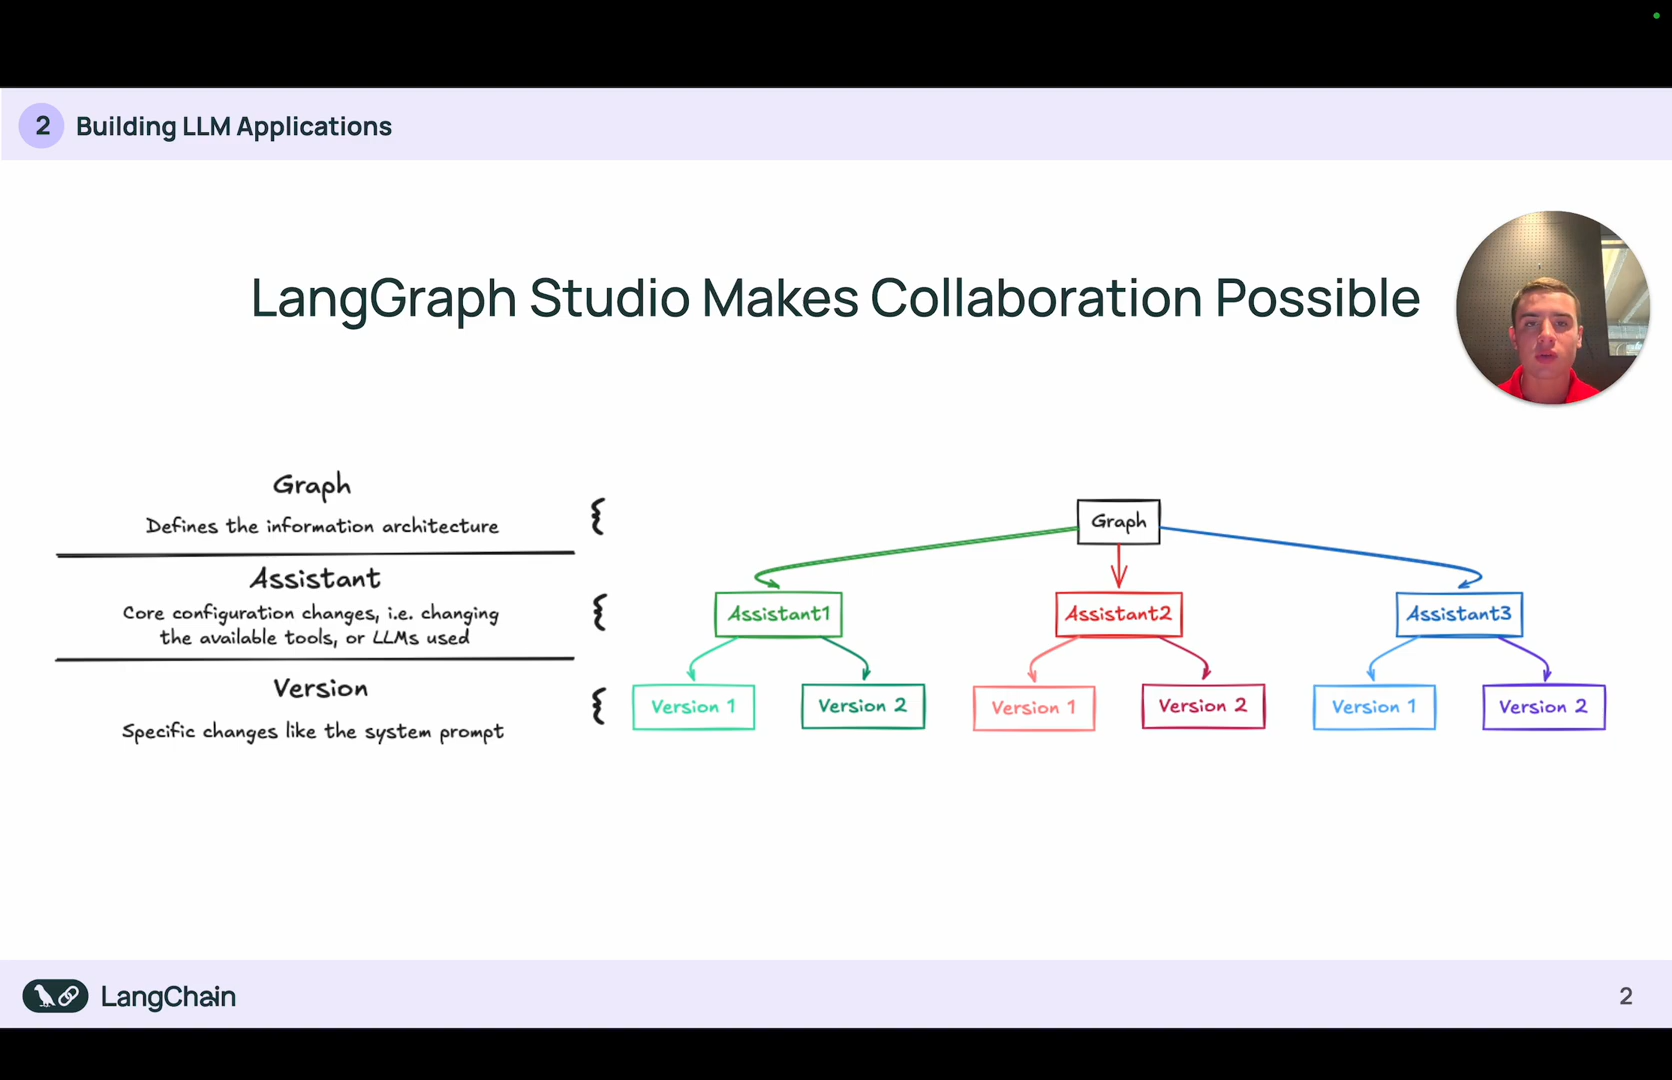 2 Building LLM Applications
LangGraph Studio Makes Collaboration Possible
Graph
Defines the information architecture
Assistant
Core configuration changes, i.e. changing
the available tools, or LLMs used
Version
Specific changes like the system prompt
Graph
Assistant1 Assistant2 Assistant3
Version 1 Version 2 Version 1 Version 2 Version 1 Version 2
LangChain
2